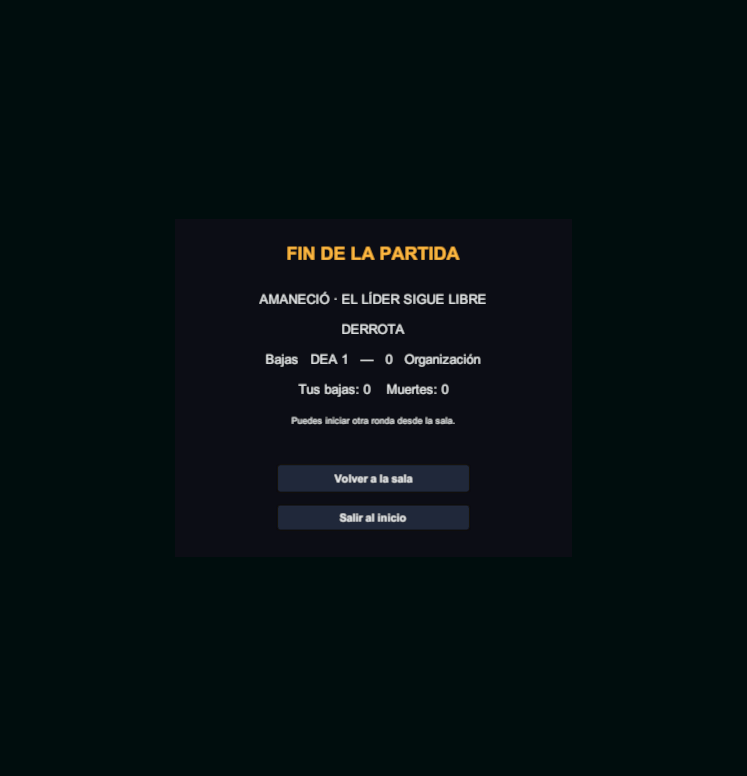 FIN DE LA PARTIDA
AMANECIÓ · EL LÍDER SIGUE LIBRE
DERROTA
Bajas DEA 1 — 0 Organización
Tus bajas: 0 Muertes: 0
Puedes iniciar otra ronda desde la sala.
Volver a la sala
Salir al inicio